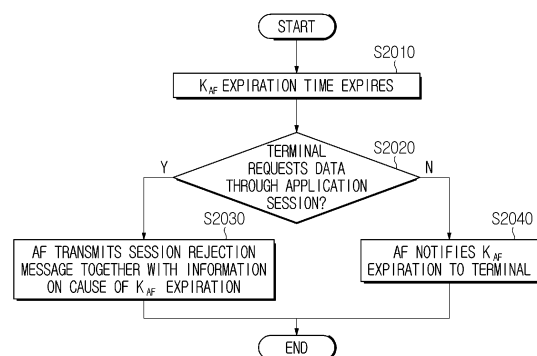 START
S2010
K_AF EXPIRATION TIME EXPIRES
S2020
TERMINAL
REQUESTS DATA
THROUGH APPLICATION
SESSION?
Y
N
S2030
AF TRANSMITS SESSION REJECTION
MESSAGE TOGETHER WITH INFORMATION
ON CAUSE OF K_AF EXPIRATION
S2040
AF NOTIFIES K_AF
EXPIRATION TO TERMINAL
END